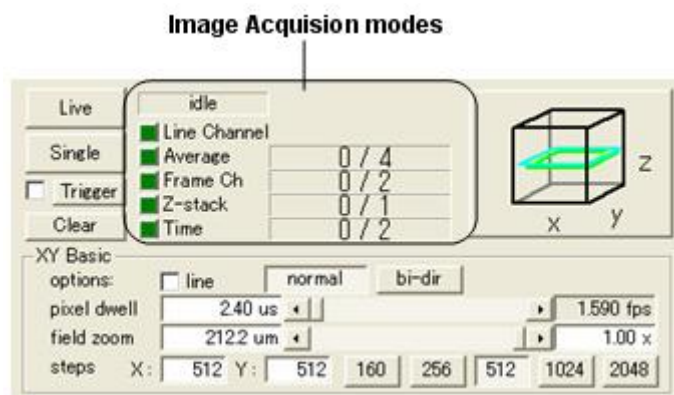 Image Acquision modes
Live
idle
Line Channel
Single
Average 0 / 4
Frame Ch 0 / 2
Trigger
Z-stack 0 / 1
Clear
Time 0 / 2
z
x y
XY Basic
options: line normal bi-dir
pixel dwell 2.40 us 1.590 fps
field zoom 212.2 um 1.00 x
steps X: 512 Y: 512 160 256 512 1024 2048